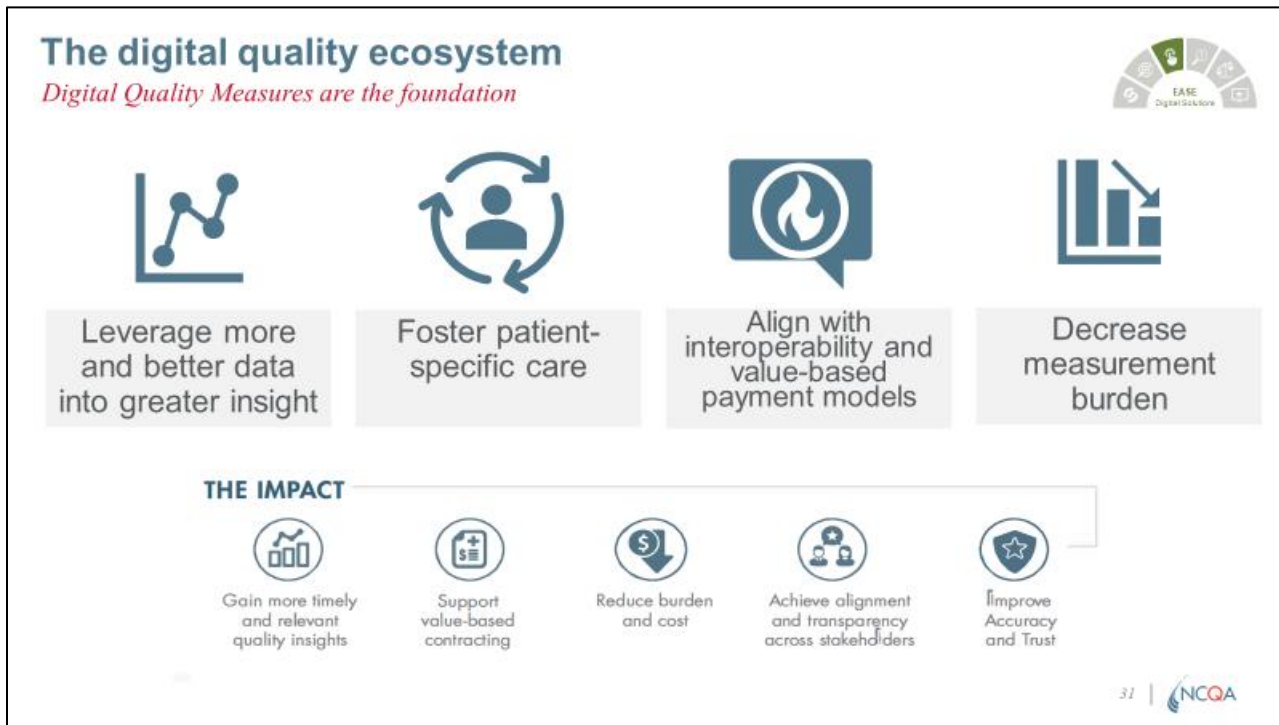 The digital quality ecosystem
Digital Quality Measures are the foundation
EASE
Digital Solutions
Leverage more
and better data
into greater insight
Foster patient-
specific care
Align with
interoperability and
value-based
payment models
Decrease
measurement
burden
THE IMPACT
Gain more timely
and relevant
quality insights
Support
value-based
contracting
Reduce burden
and cost
Achieve alignment
and transparency
across stakeholders
Improve
Accuracy
and Trust
31
NCQA